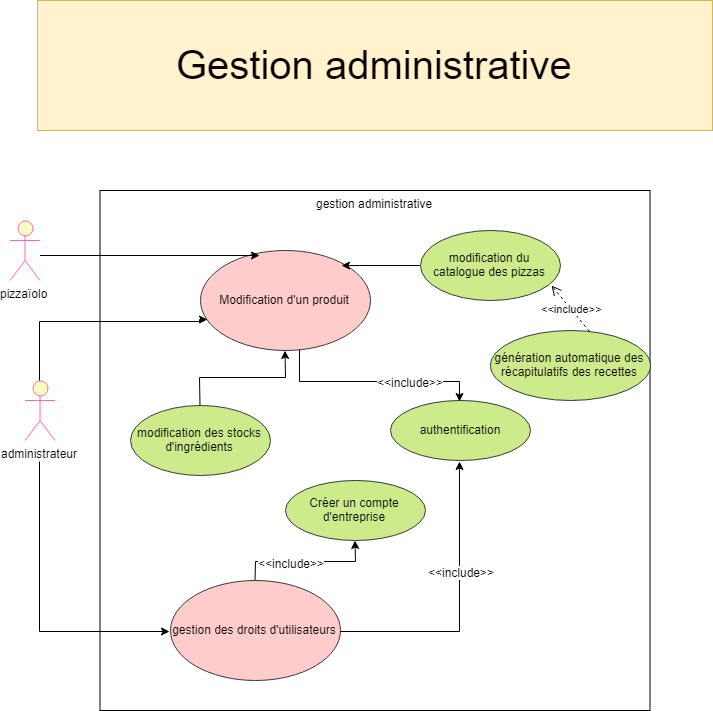 Gestion administrative
gestion administrative
pizzaïolo
Modification d'un produit
modification du
catalogue des pizzas
<<include>>
génération automatique des
récapitulatifs des recettes
<<include>>
administrateur
modification des stocks
d'ingrédients
authentification
Créer un compte
d'entreprise
<<include>>
<<include>>
gestion des droits d'utilisateurs